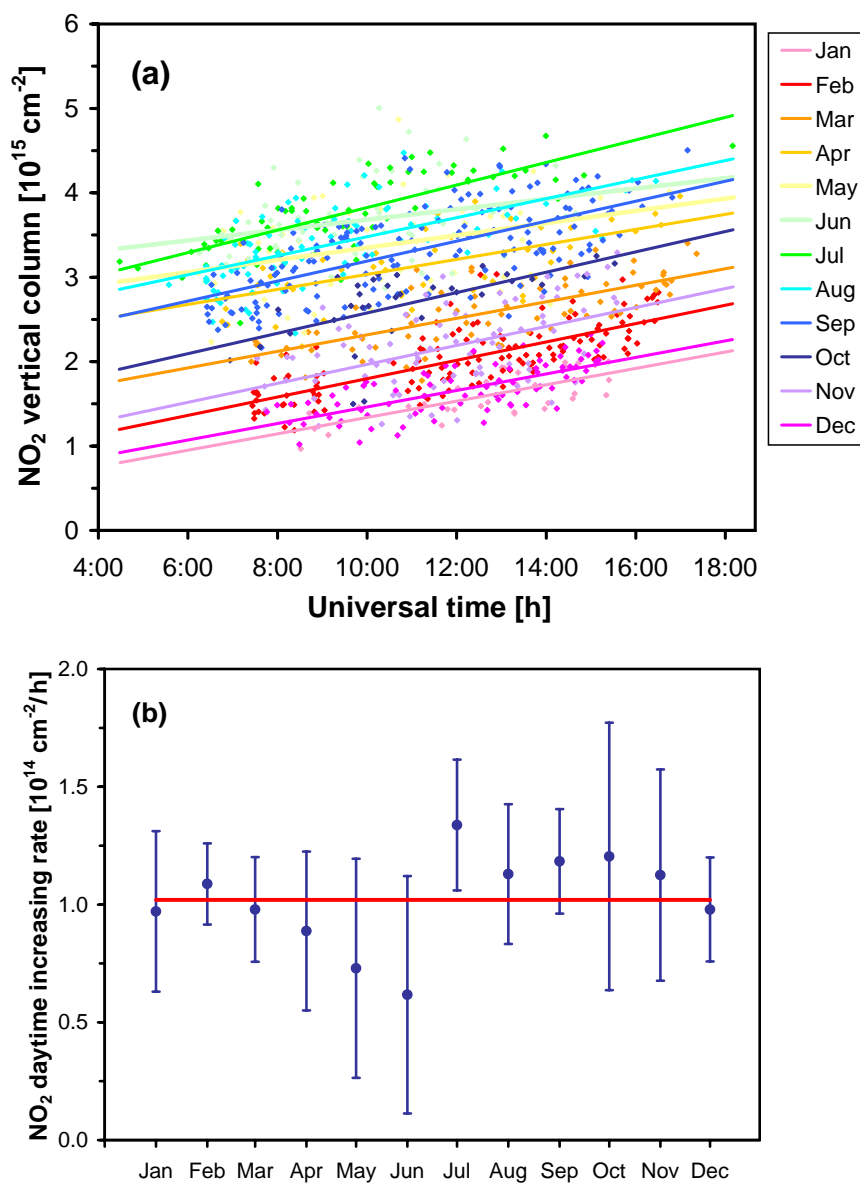 (a)
NO2 vertical column [10^15 cm^-2]
6
5
4
3
2
1
0
4:00 6:00 8:00 10:00 12:00 14:00 16:00 18:00
Universal time [h]
Jan
Feb
Mar
Apr
May
Jun
Jul
Aug
Sep
Oct
Nov
Dec
(b)
NO2 daytime increasing rate [10^14 cm^-2/h]
2.0
1.5
1.0
0.5
0.0
Jan Feb Mar Apr May Jun Jul Aug Sep Oct Nov Dec